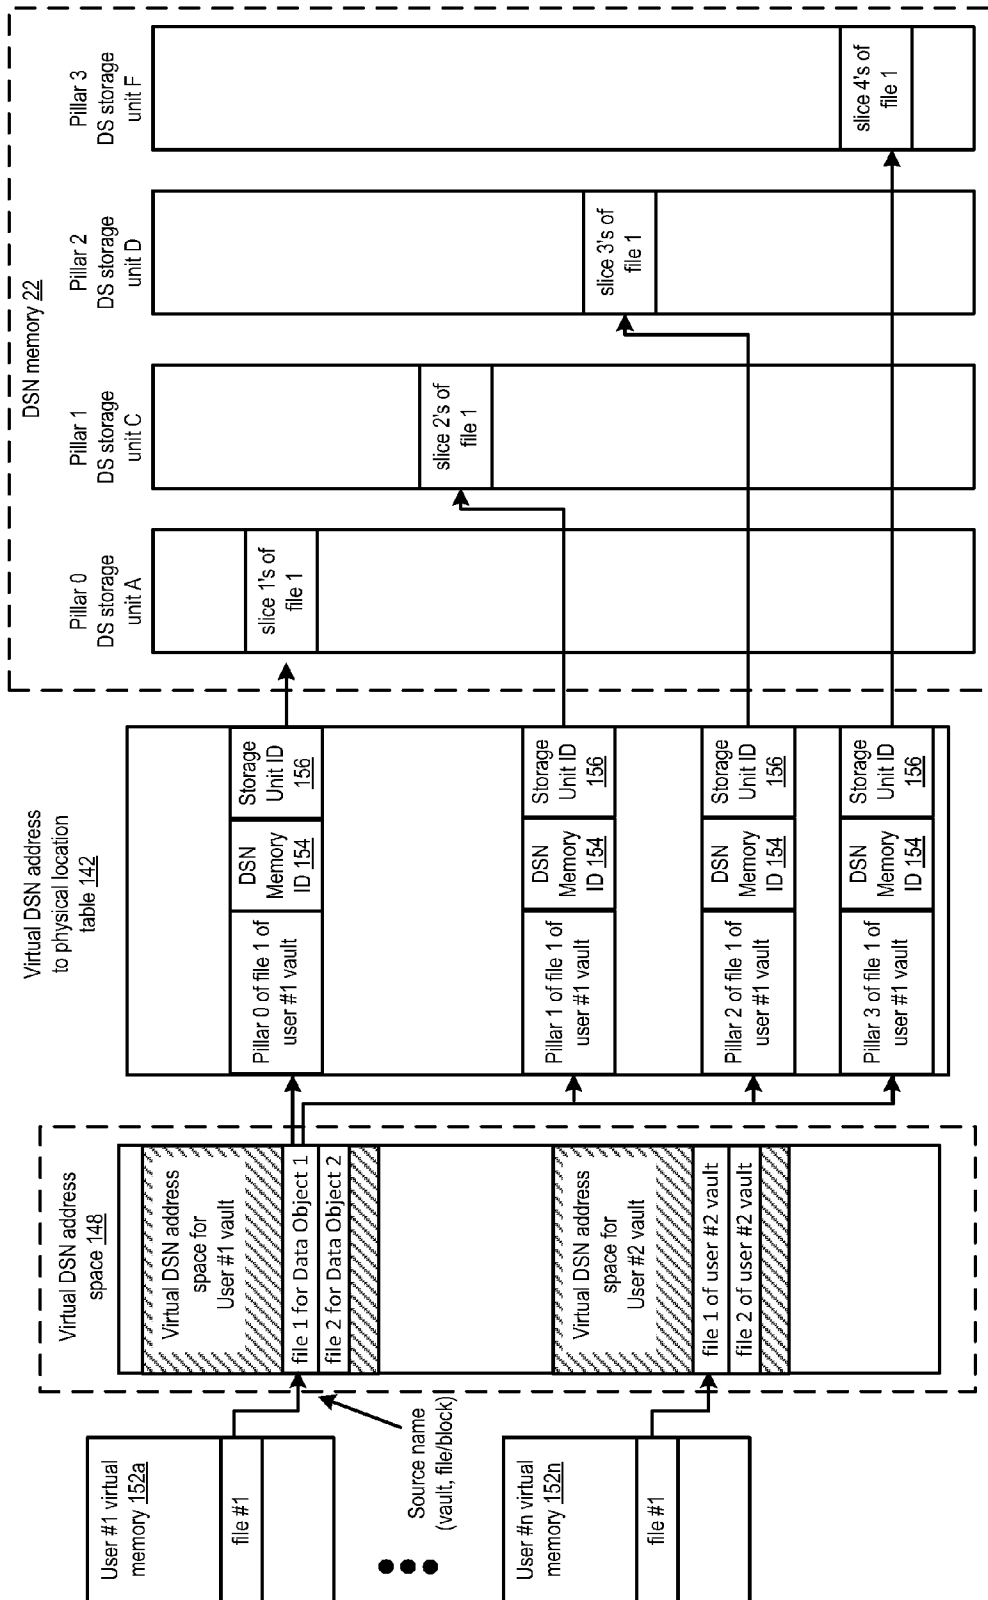 User #1 virtual
memory 152a
file #1
User #n virtual
memory 152n
file #1
Source name
(vault, file/block)
Virtual DSN address
space 148
Virtual DSN address
space for
User #1 vault
file 1 for Data Object 1
file 2 for Data Object 2
Virtual DSN address
space for
User #2 vault
file 1 of user #2 vault
file 2 of user #2 vault
Virtual DSN address
to physical location
table 142
Pillar 0 of file 1 of
user #1 vault
DSN
Memory
ID 154
Storage
Unit ID
156
Pillar 1 of file 1 of
user #1 vault
DSN
Memory
ID 154
Storage
Unit ID
156
Pillar 2 of file 1 of
user #1 vault
DSN
Memory
ID 154
Storage
Unit ID
156
Pillar 3 of file 1 of
user #1 vault
DSN
Memory
ID 154
Storage
Unit ID
156
DSN memory 22
Pillar 0
DS storage
unit A
slice 1's of
file 1
Pillar 1
DS storage
unit C
slice 2's of
file 1
Pillar 2
DS storage
unit D
slice 3's of
file 1
Pillar 3
DS storage
unit F
slice 4's of
file 1